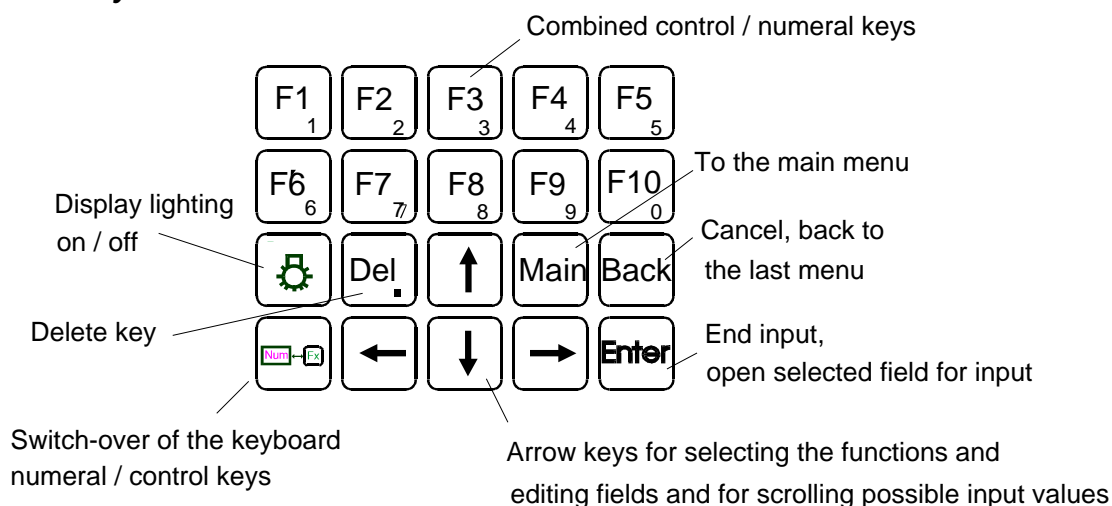 Combined control / numeral keys
F1 F2 F3 F4 F5
1 2 3 4 5
To the main menu
F6 F7 F8 F9 F10
6 7 8 9 0
Display lighting
on / off
Cancel, back to
the last menu
Del . Main Back
Delete key
End input,
open selected field for input
Num Fx Enter
Switch-over of the keyboard
numeral / control keys
Arrow keys for selecting the functions and
editing fields and for scrolling possible input values